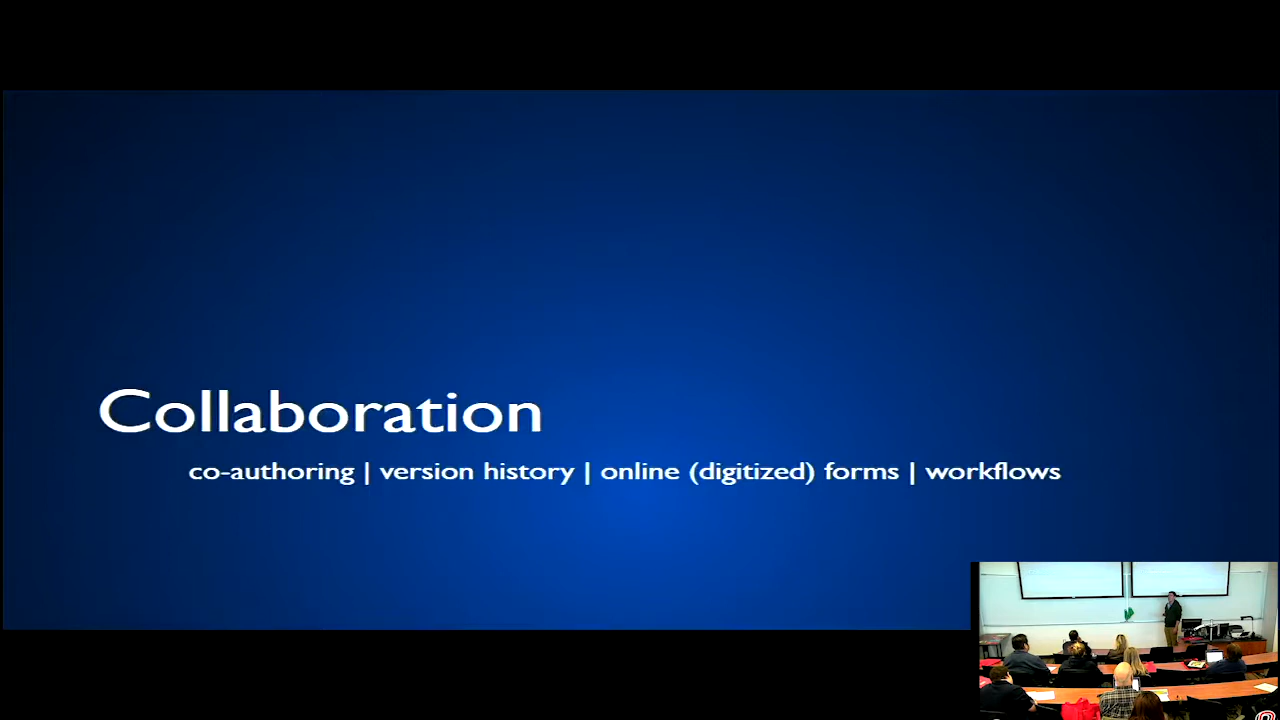 Collaboration
co-authoring | version history | online (digitized) forms | workflows